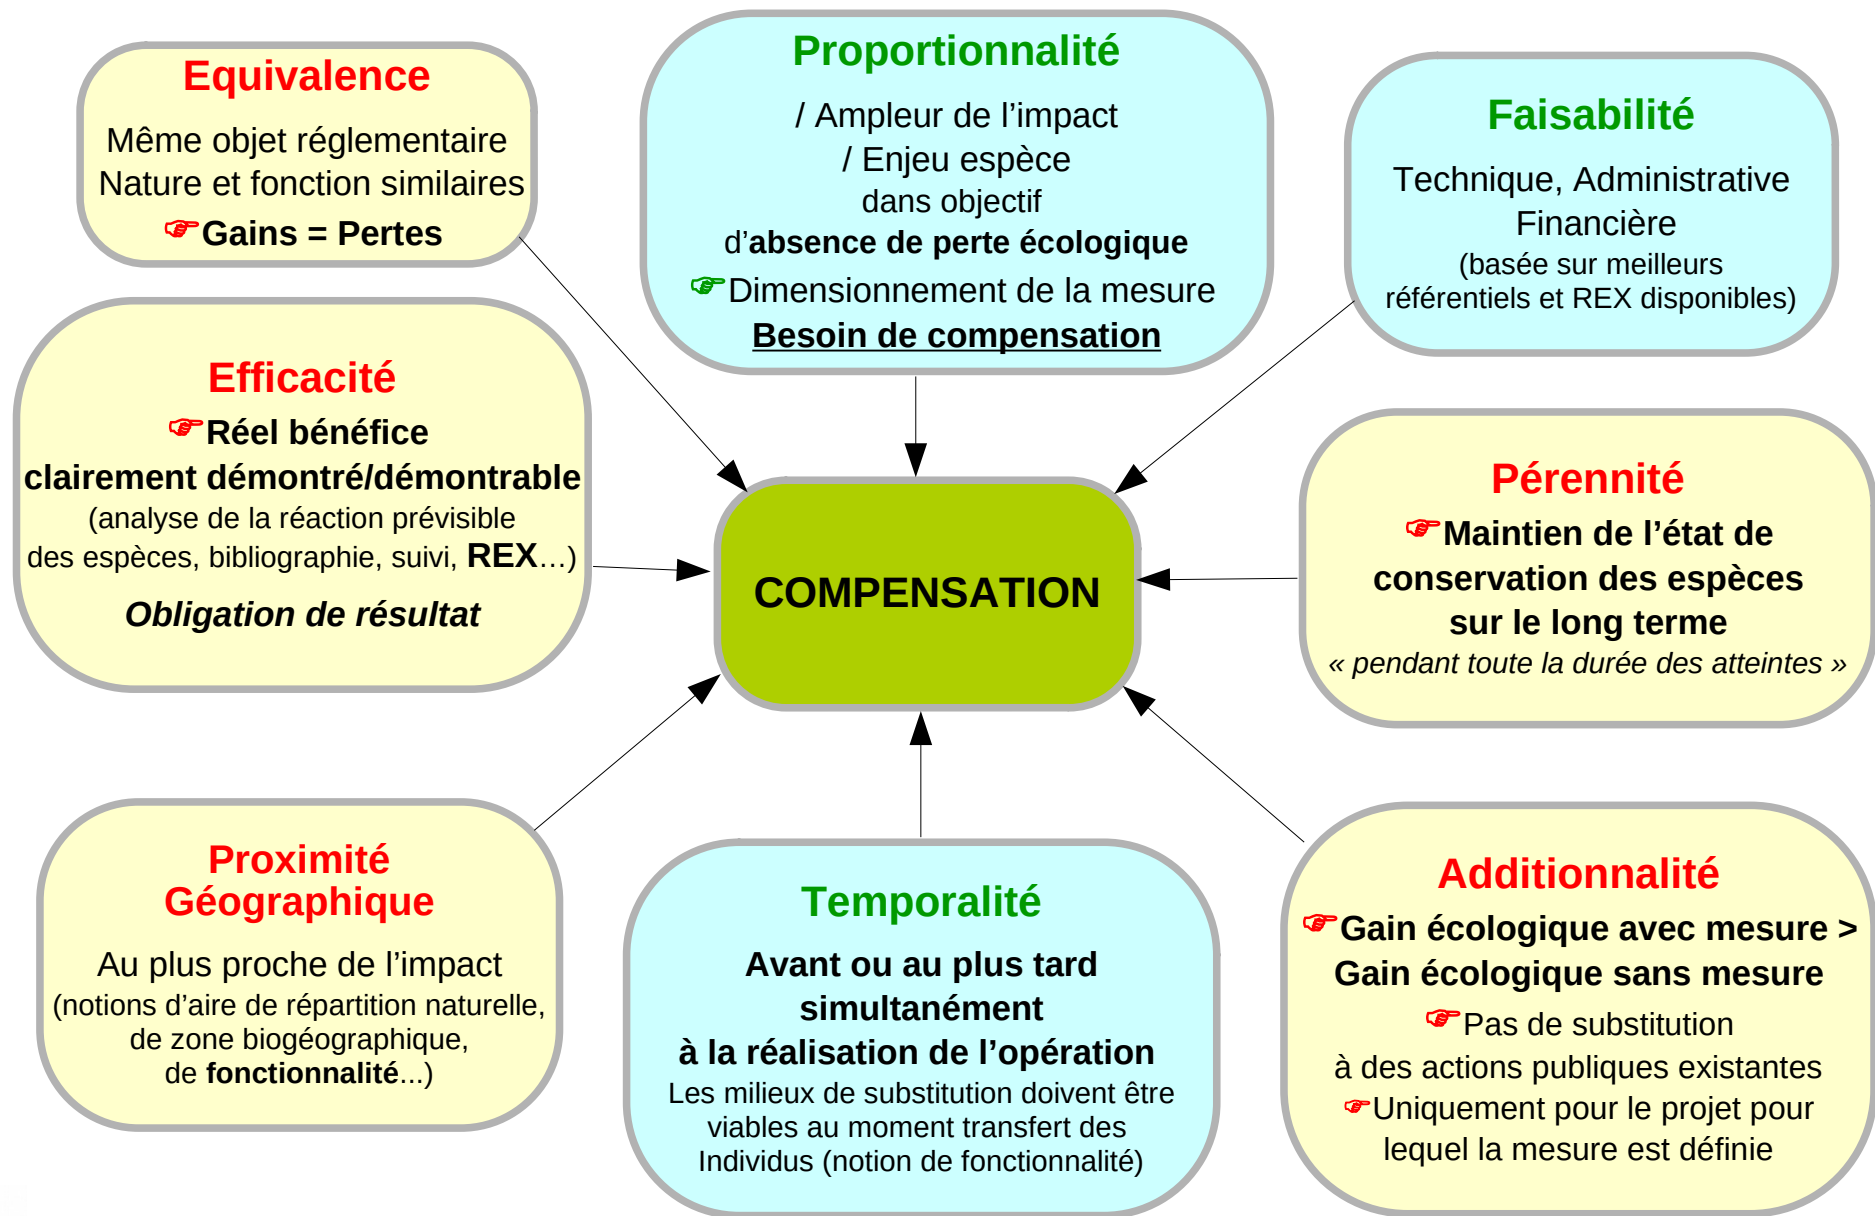 Equivalence
Même objet réglementaire
Nature et fonction similaires
☞Gains = Pertes
Proportionnalité
/ Ampleur de l’impact
/ Enjeu espèce
dans objectif
d’absence de perte écologique
☞Dimensionnement de la mesure
Besoin de compensation
Faisabilité
Technique, Administrative
Financière
(basée sur meilleurs
référentiels et REX disponibles)
Efficacité
☞Réel bénéfice
clairement démontré/démontrable
(analyse de la réaction prévisible
des espèces, bibliographie, suivi, REX…)
Obligation de résultat
COMPENSATION
Pérennité
☞Maintien de l’état de
conservation des espèces
sur le long terme
« pendant toute la durée des atteintes »
Proximité
Géographique
Au plus proche de l’impact
(notions d’aire de répartition naturelle,
de zone biogéographique,
de fonctionnalité...)
Temporalité
Avant ou au plus tard
simultanément
à la réalisation de l’opération
Les milieux de substitution doivent être
viables au moment transfert des
Individus (notion de fonctionnalité)
Additionnalité
☞Gain écologique avec mesure >
Gain écologique sans mesure
☞Pas de substitution
à des actions publiques existantes
☞Uniquement pour le projet pour
lequel la mesure est définie